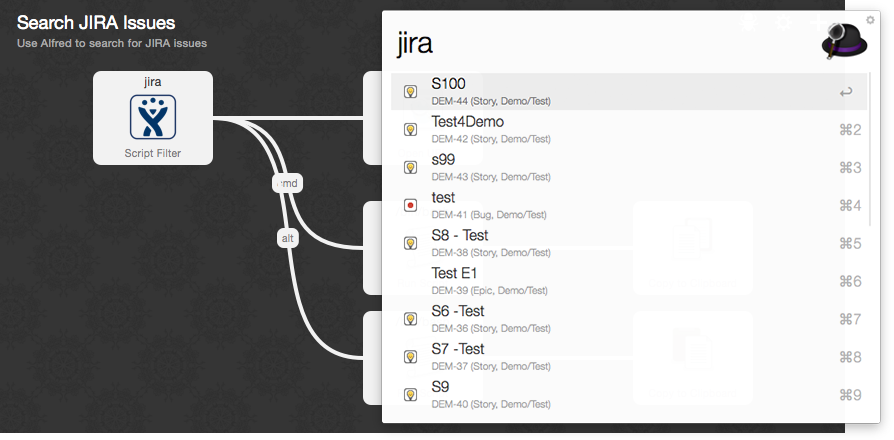 Search JIRA Issues
Use Alfred to search for JIRA issues
jira
Script Filter
cmd
alt
jira
S100
DEM-44 (Story, Demo/Test)
Test4Demo
DEM-42 (Story, Demo/Test)
⌘2
s99
DEM-43 (Story, Demo/Test)
⌘3
test
DEM-41 (Bug, Demo/Test)
⌘4
S8 - Test
DEM-38 (Story, Demo/Test)
⌘5
Test E1
DEM-39 (Epic, Demo/Test)
⌘6
S6 -Test
DEM-36 (Story, Demo/Test)
⌘7
S7 -Test
DEM-37 (Story, Demo/Test)
⌘8
S9
DEM-40 (Story, Demo/Test)
⌘9